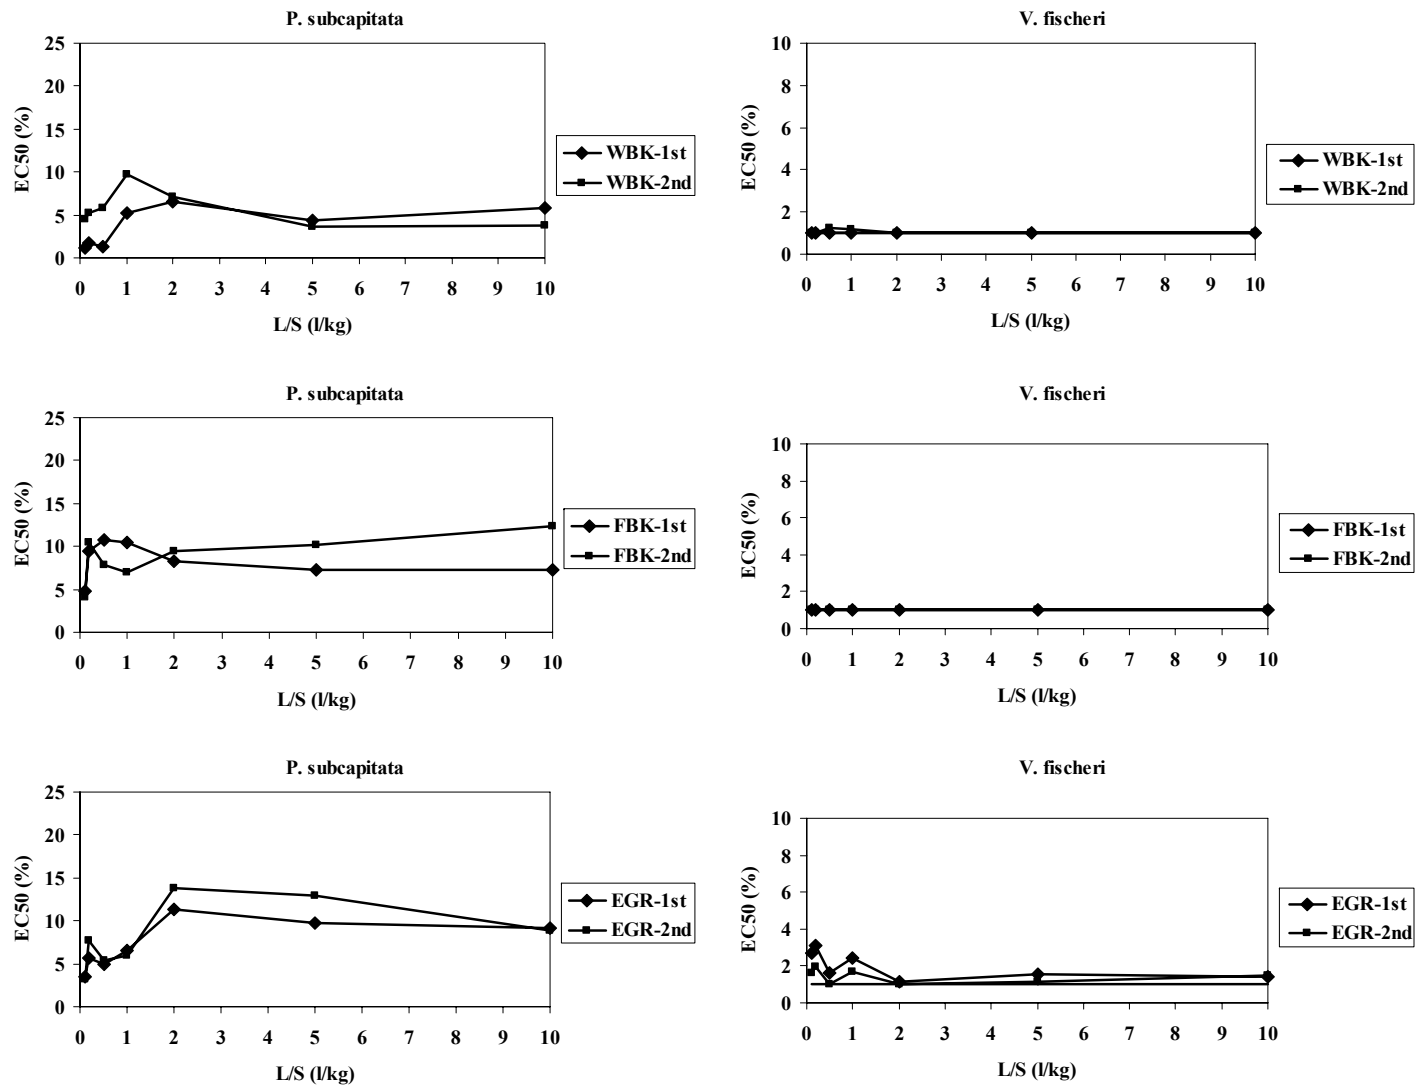 P. subcapitata
25
20
15
10
5
0
EC50 (%)
0 1 2 3 4 5 6 7 8 9 10
L/S (l/kg)
WBK-1st
WBK-2nd
V. fischeri
10
8
6
4
2
0
EC50 (%)
0 1 2 3 4 5 6 7 8 9 10
L/S (l/kg)
WBK-1st
WBK-2nd
P. subcapitata
25
20
15
10
5
0
EC50 (%)
0 1 2 3 4 5 6 7 8 9 10
L/S (l/kg)
FBK-1st
FBK-2nd
V. fischeri
10
8
6
4
2
0
EC50 (%)
0 1 2 3 4 5 6 7 8 9 10
L/S (l/kg)
FBK-1st
FBK-2nd
P. subcapitata
25
20
15
10
5
0
EC50 (%)
0 1 2 3 4 5 6 7 8 9 10
L/S (l/kg)
EGR-1st
EGR-2nd
V. fischeri
10
8
6
4
2
0
EC50 (%)
0 1 2 3 4 5 6 7 8 9 10
L/S (l/kg)
EGR-1st
EGR-2nd